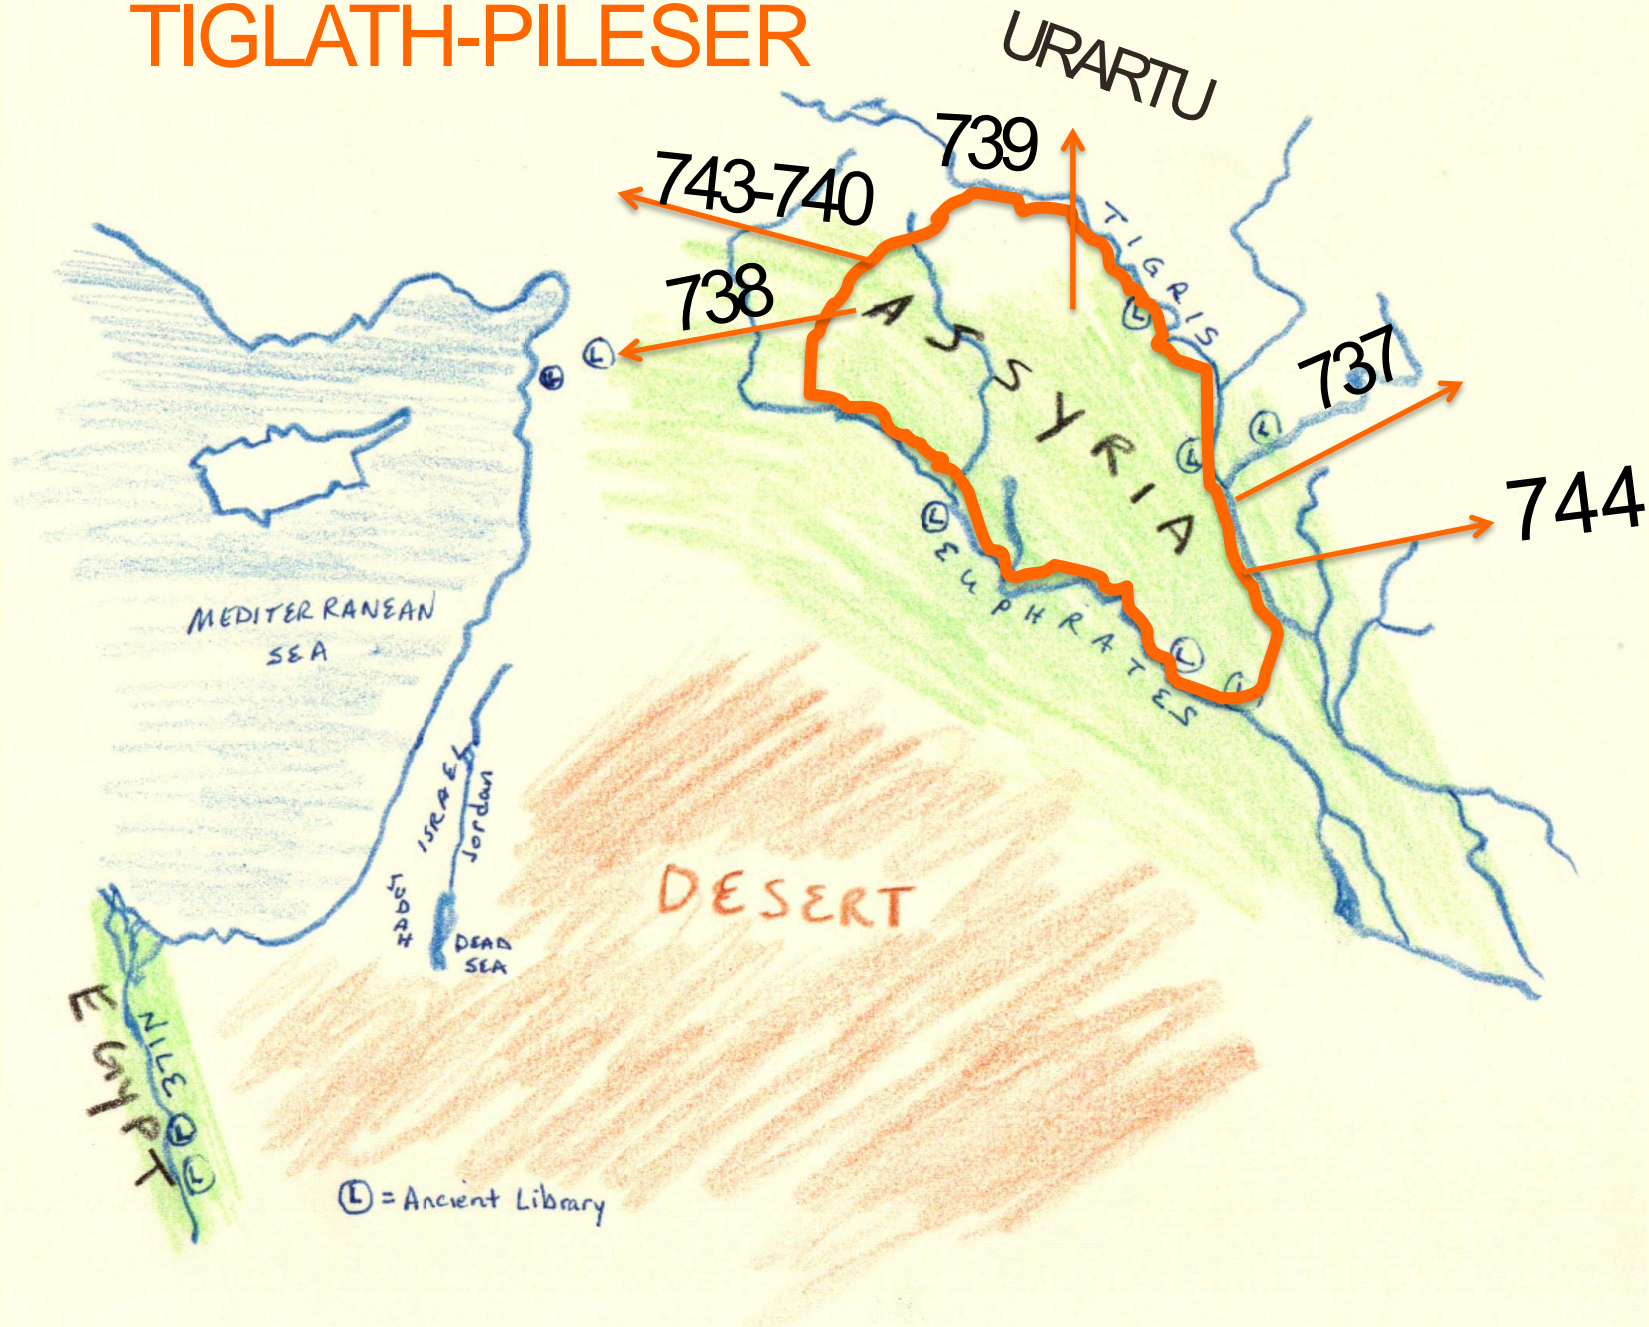 TIGLATH-PILESER
URARTU
739
743-740
TIGRIS
738
ASSYRIA
L
L
L
737
L
L
744
L
EUPHRATES
MEDITERRANEAN
SEA
L
L
ISRAEL
Jordan
DESERT
JUDAH
DEAD
SEA
EGYPT
NILE
L
L
L = Ancient Library